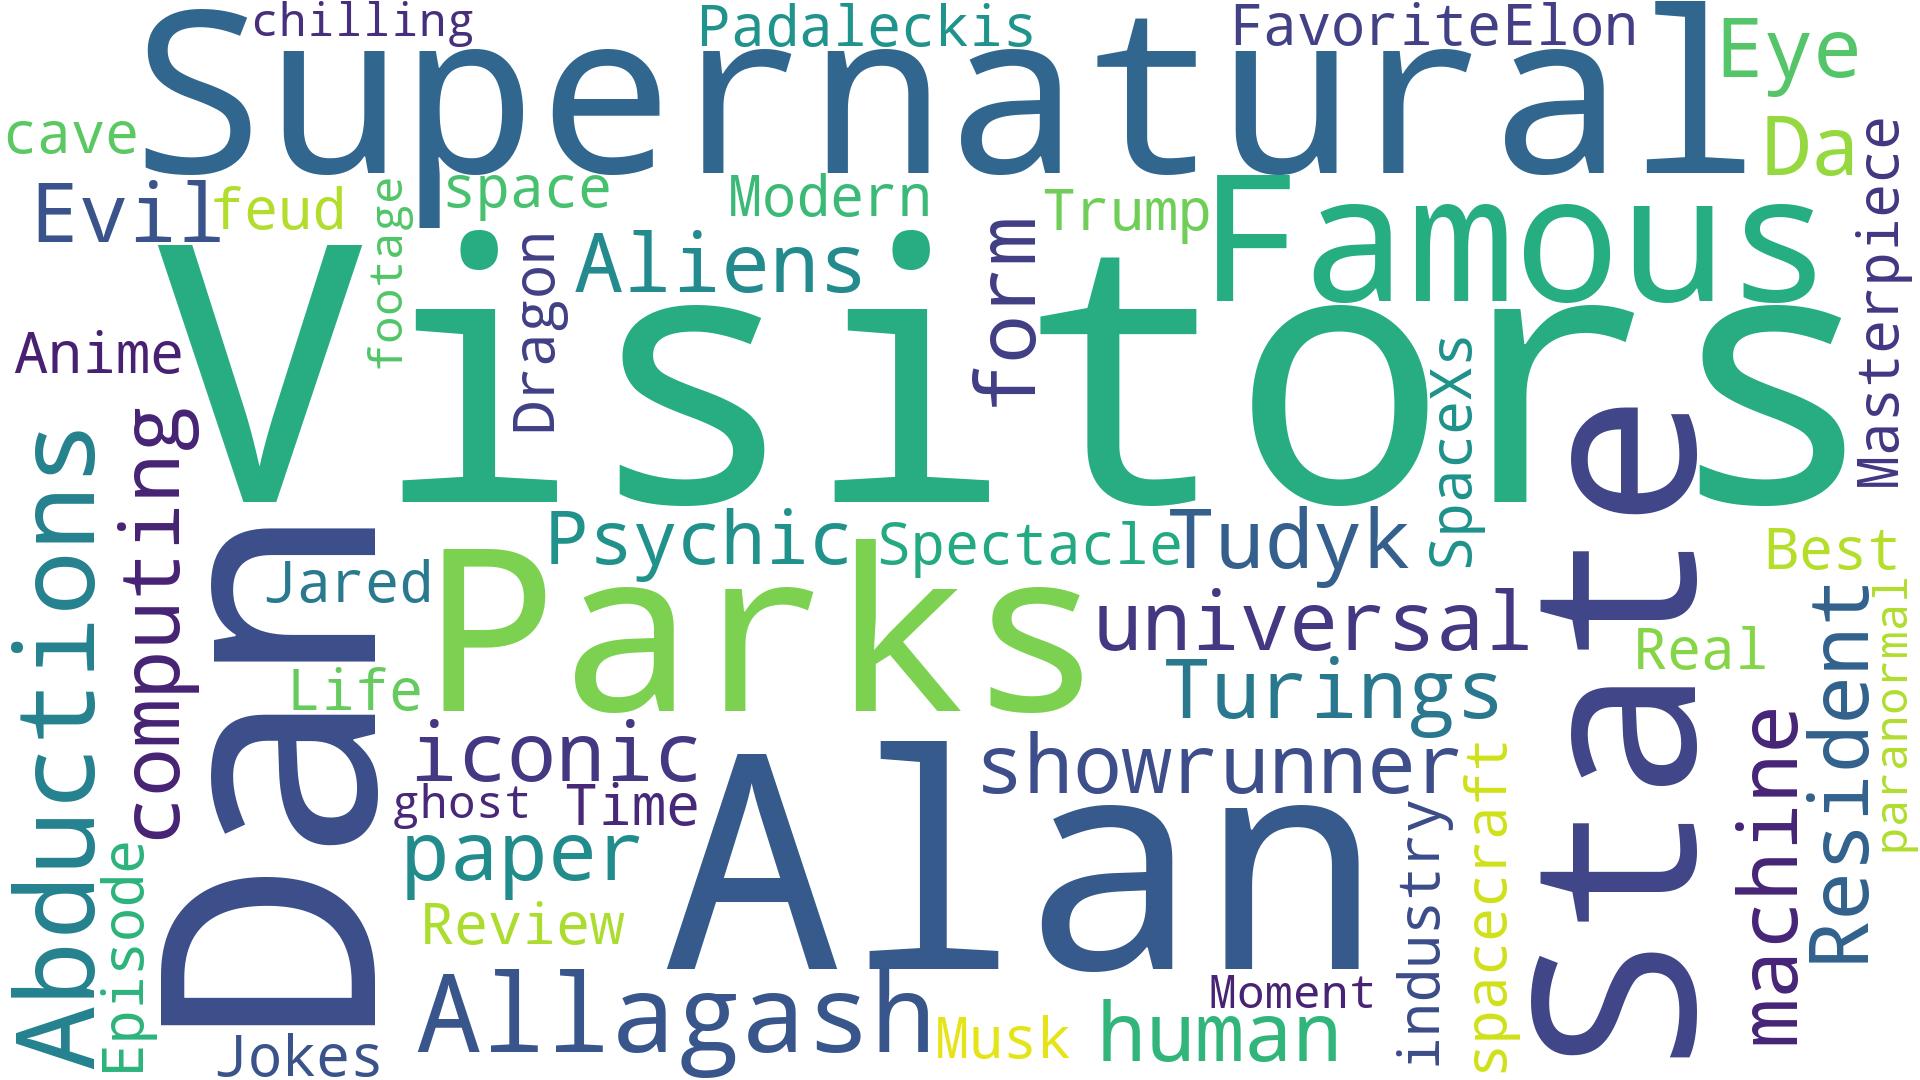 chilling
Padaleckis
FavoriteElon
Supernatural
Eye
cave
Da
Masterpiece
Evil
feud
footage
space
Modern
Trump
Famous
Dragon
Aliens
form
Visitors
Anime
SpaceXs
Abductions
computing
Dan
Psychic
Spectacle
Tudyk
State
Best
Jared
Parks
universal
Resident
paranormal
Real
Life
Turings
iconic
showrunner
machine
ghost
Time
Alan
spacecraft
paper
industry
Episode
Review
Allagash
Moment
Musk
human
Jokes